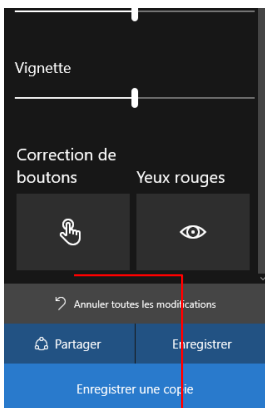 Vignette
Correction de
boutons
Yeux rouges
Annuler toutes les modifications
Partager
Enregistrer
Enregistrer une copie